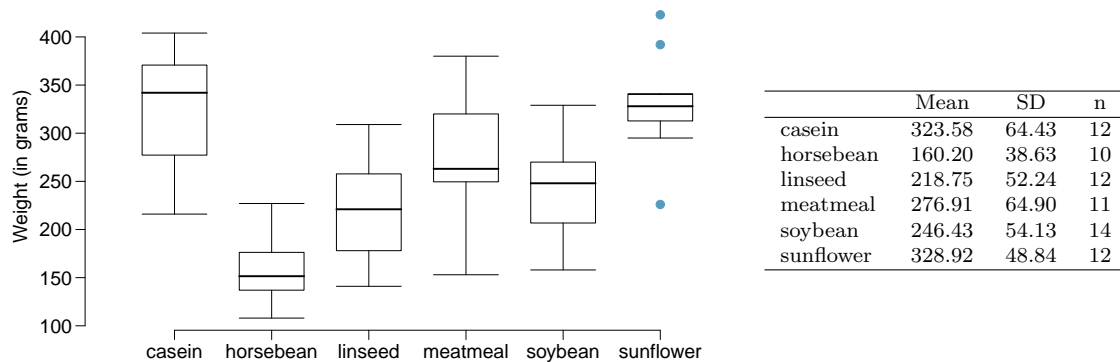 Weight (in grams)
400
350
300
250
200
150
100
casein horsebean linseed meatmeal soybean sunflower
Mean SD n
casein 323.58 64.43 12
horsebean 160.20 38.63 10
linseed 218.75 52.24 12
meatmeal 276.91 64.90 11
soybean 246.43 54.13 14
sunflower 328.92 48.84 12